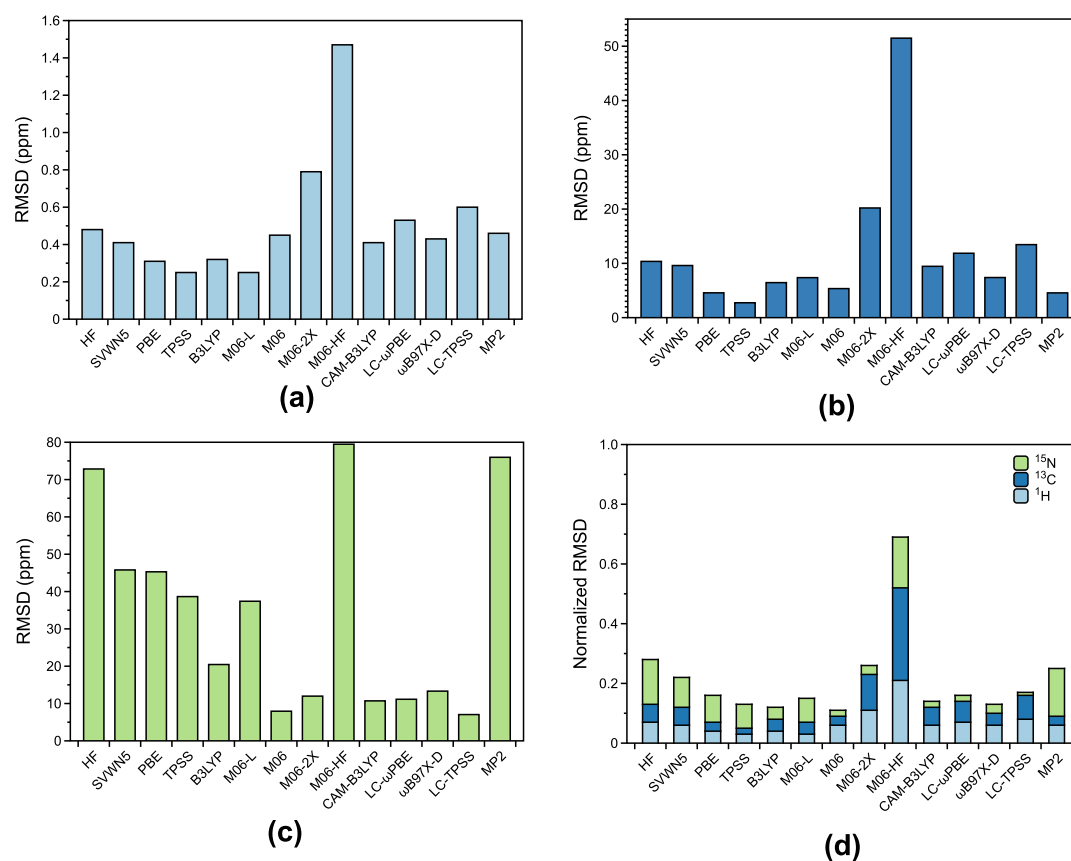 1.6
1.4
1.2
1.0
0.8
0.6
0.4
0.2
0
RMSD (ppm)
HF
SVWN5
PBE
TPSS
B3LYP
M06-L
M06
M06-2X
M06-HF
CAM-B3LYP
LC-ωPBE
ωB97X-D
LC-TPSS
MP2
(a)
50
40
30
20
10
0
RMSD (ppm)
HF
SVWN5
PBE
TPSS
B3LYP
M06-L
M06
M06-2X
M06-HF
CAM-B3LYP
LC-ωPBE
ωB97X-D
LC-TPSS
MP2
(b)
80
70
60
50
40
30
20
10
0
RMSD (ppm)
HF
SVWN5
PBE
TPSS
B3LYP
M06-L
M06
M06-2X
M06-HF
CAM-B3LYP
LC-ωPBE
ωB97X-D
LC-TPSS
MP2
(c)
1.0
0.8
0.6
0.4
0.2
0
Normalized RMSD
¹⁵N
¹³C
¹H
HF
SVWN5
PBE
TPSS
B3LYP
M06-L
M06
M06-2X
M06-HF
CAM-B3LYP
LC-ωPBE
ωB97X-D
LC-TPSS
MP2
(d)